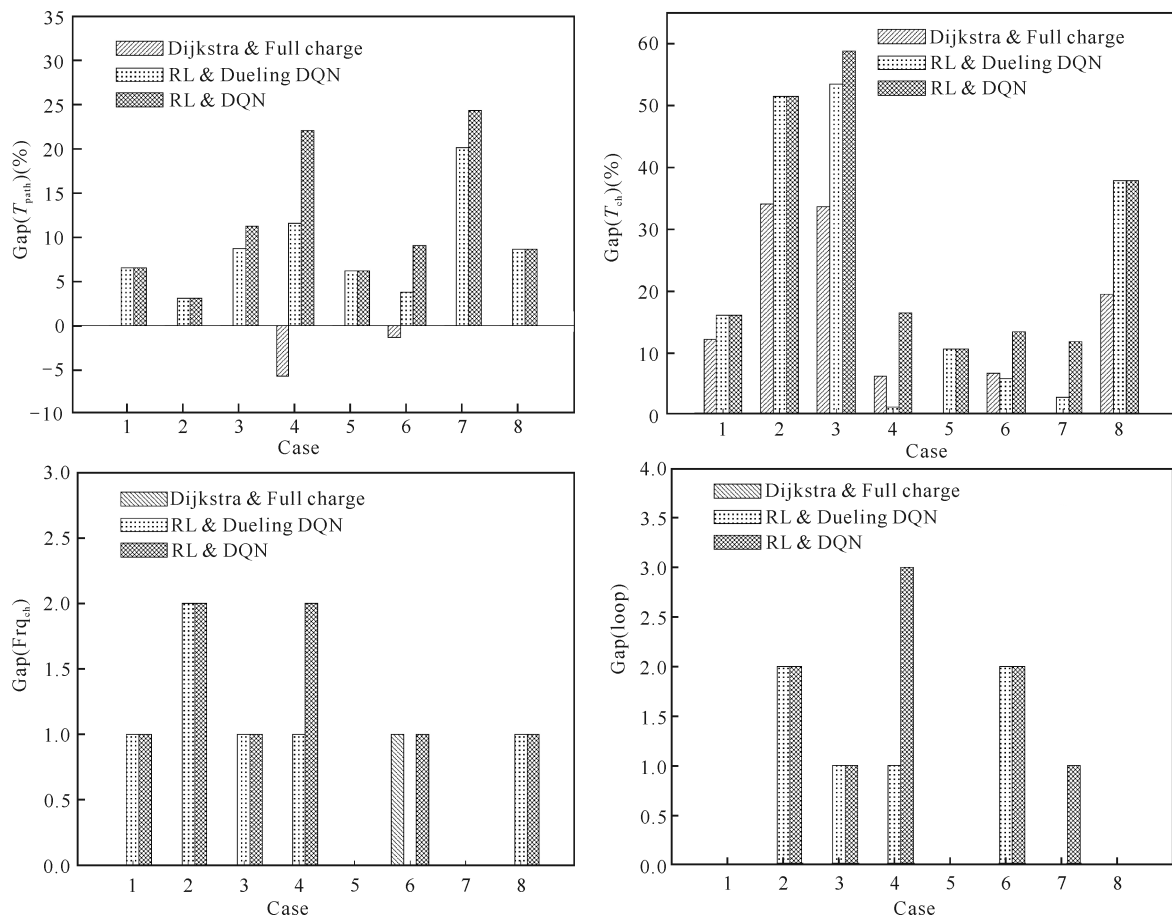 35
30
25
20
15
10
5
0
−5
−10
Gap(Tpath)(%)
Dijkstra & Full charge
RL & Dueling DQN
RL & DQN
1 2 3 4 5 6 7 8
Case
60
50
40
30
20
10
0
Gap(Tch)(%)
Dijkstra & Full charge
RL & Dueling DQN
RL & DQN
1 2 3 4 5 6 7 8
Case
3.0
2.5
2.0
1.5
1.0
0.5
0.0
Gap(Frqch)
Dijkstra & Full charge
RL & Dueling DQN
RL & DQN
1 2 3 4 5 6 7 8
Case
4.0
3.5
3.0
2.5
2.0
1.5
1.0
0.5
0.0
Gap(loop)
Dijkstra & Full charge
RL & Dueling DQN
RL & DQN
1 2 3 4 5 6 7 8
Case